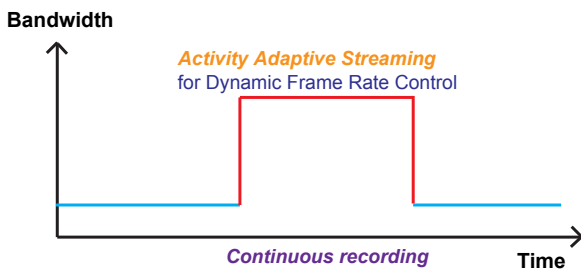 Bandwidth
Activity Adaptive Streaming
for Dynamic Frame Rate Control
Continuous recording
Time